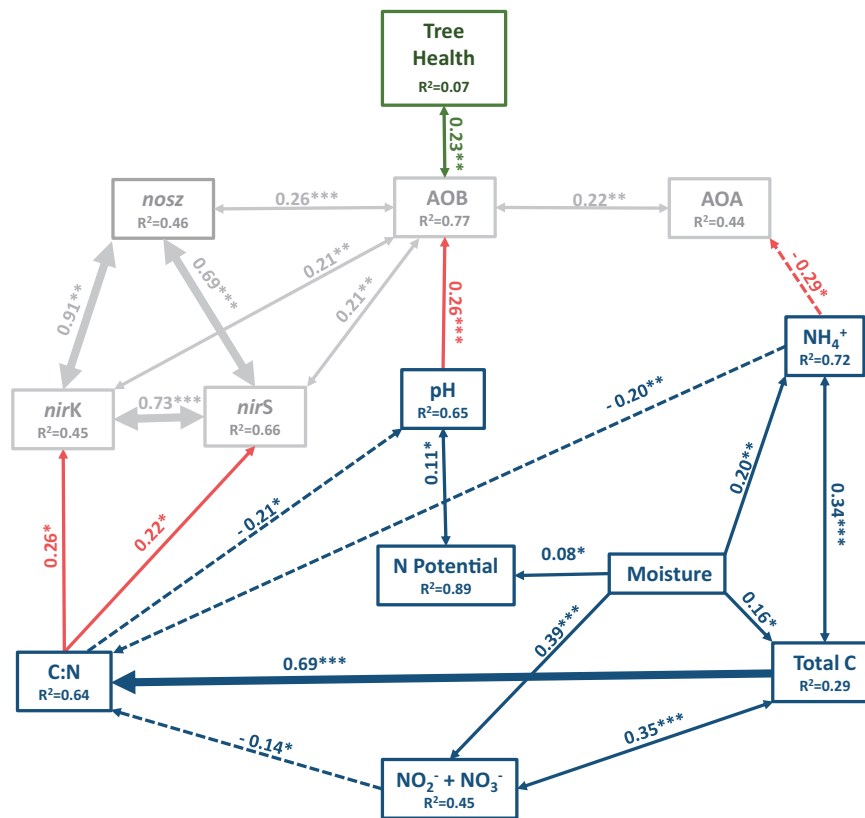 Tree
Health
R²=0.07
0.23**
nosz
R²=0.46
0.26***
AOB
R²=0.77
0.22**
AOA
R²=0.44
0.91**
0.69***
0.21**
0.21**
0.26***
- 0.29*
NH₄⁺
R²=0.72
nirK
R²=0.45
0.73***
nirS
R²=0.66
pH
R²=0.65
- 0.20**
0.26*
0.22*
- 0.21*
0.11*
0.20**
0.34***
N Potential
R²=0.89
0.08*
Moisture
0.39***
0.16*
C:N
R²=0.64
0.69***
Total C
R²=0.29
- 0.14*
0.35***
NO₂⁻ + NO₃⁻
R²=0.45